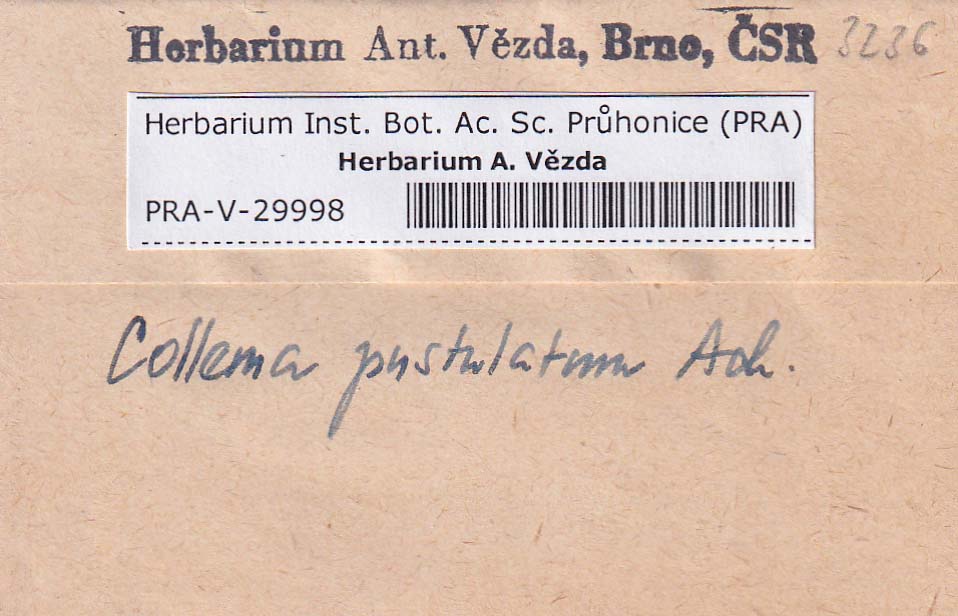 Herbarium Ant. Vězda, Brno, ČSR 3236
Herbarium Inst. Bot. Ac. Sc. Průhonice (PRA)
Herbarium A. Vězda
PRA-V-29998
Collema pustulatum Ach.